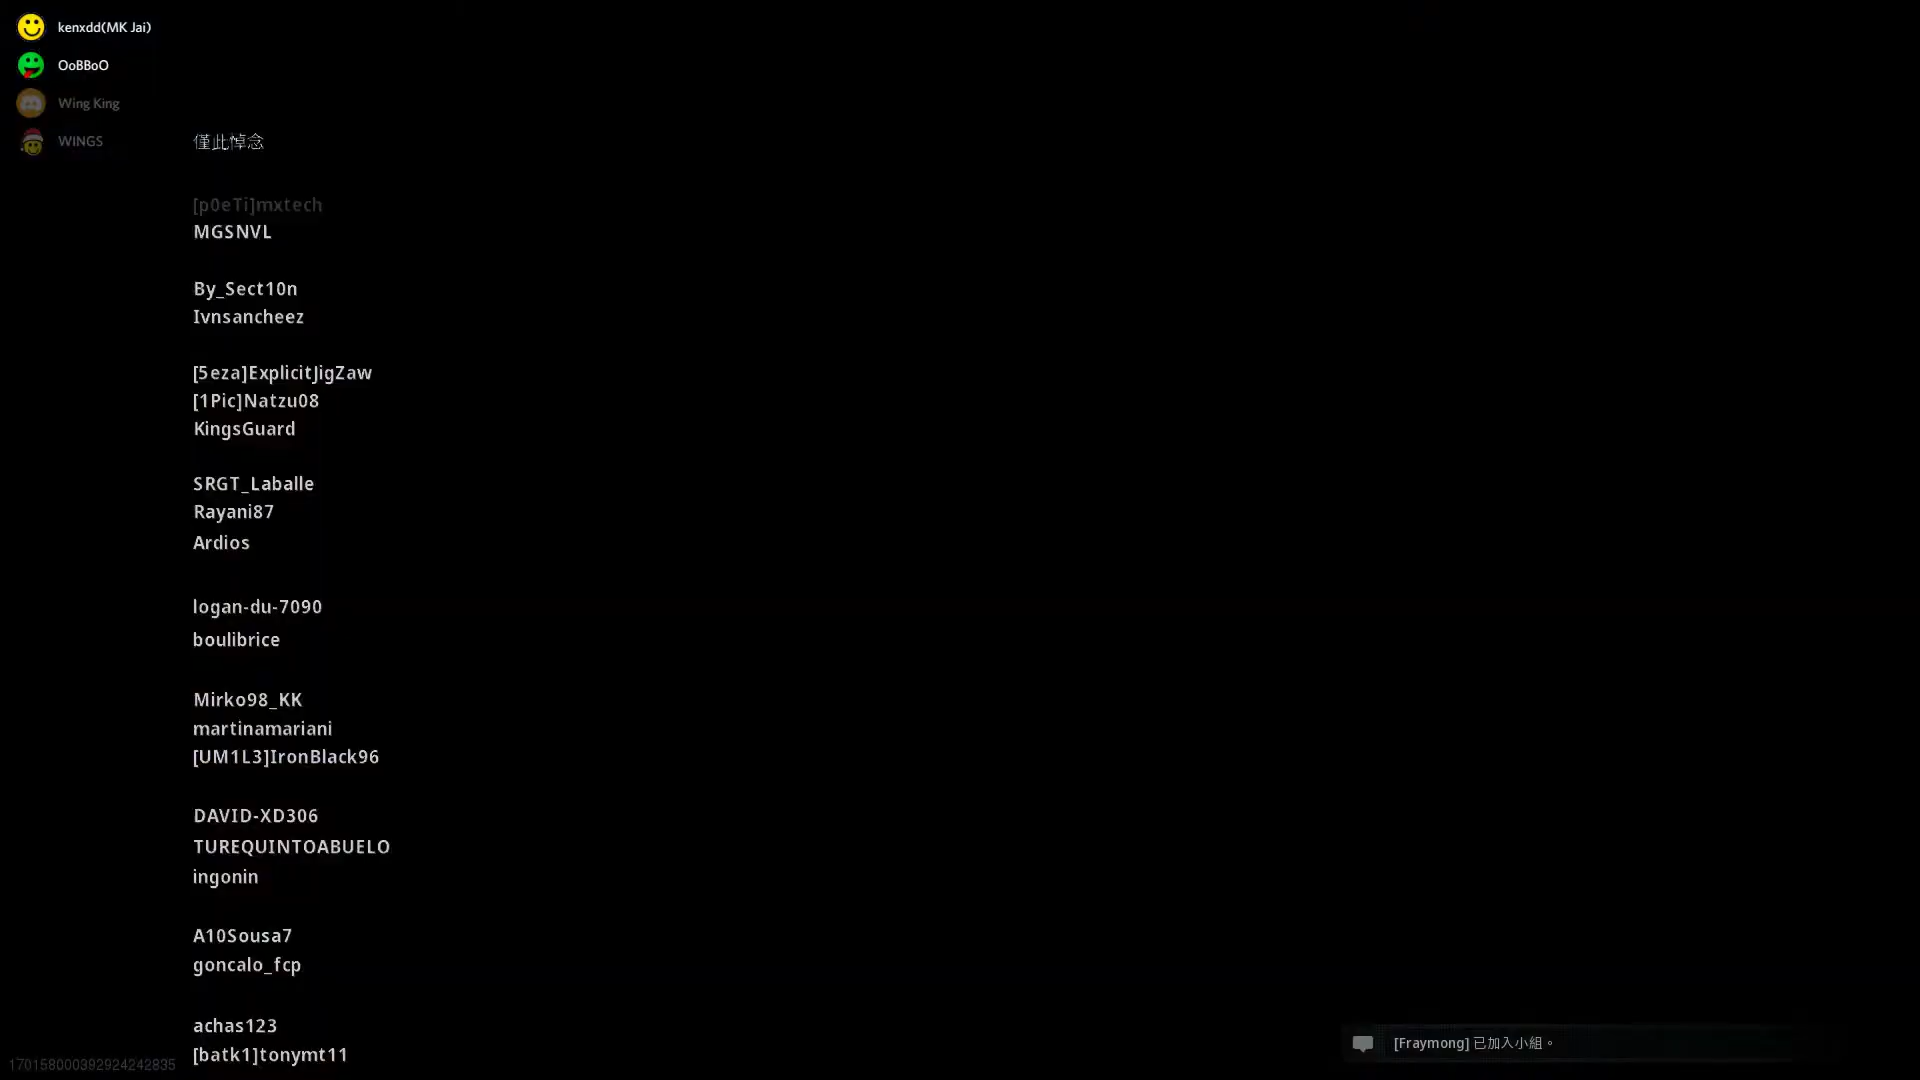 kenxdd(MK Jai)
OoBBoO
Wing King
WINGS
僅此悼念
[p0eTi]mxtech
MGSNVL
By_Sect10n
Ivnsancheez
[5eza]ExplicitJigZaw
[1Pic]Natzu08
KingsGuard
SRGT_Laballe
Rayani87
Ardios
logan-du-7090
boulibrice
Mirko98_KK
martinamariani
[UM1L3]IronBlack96
DAVID-XD306
TUREQUINTOABUELO
ingonin
A10Sousa7
goncalo_fcp
achas123
[batk1]tonymt11
[Fraymong] 已加入小組。
17015800039292424​2835